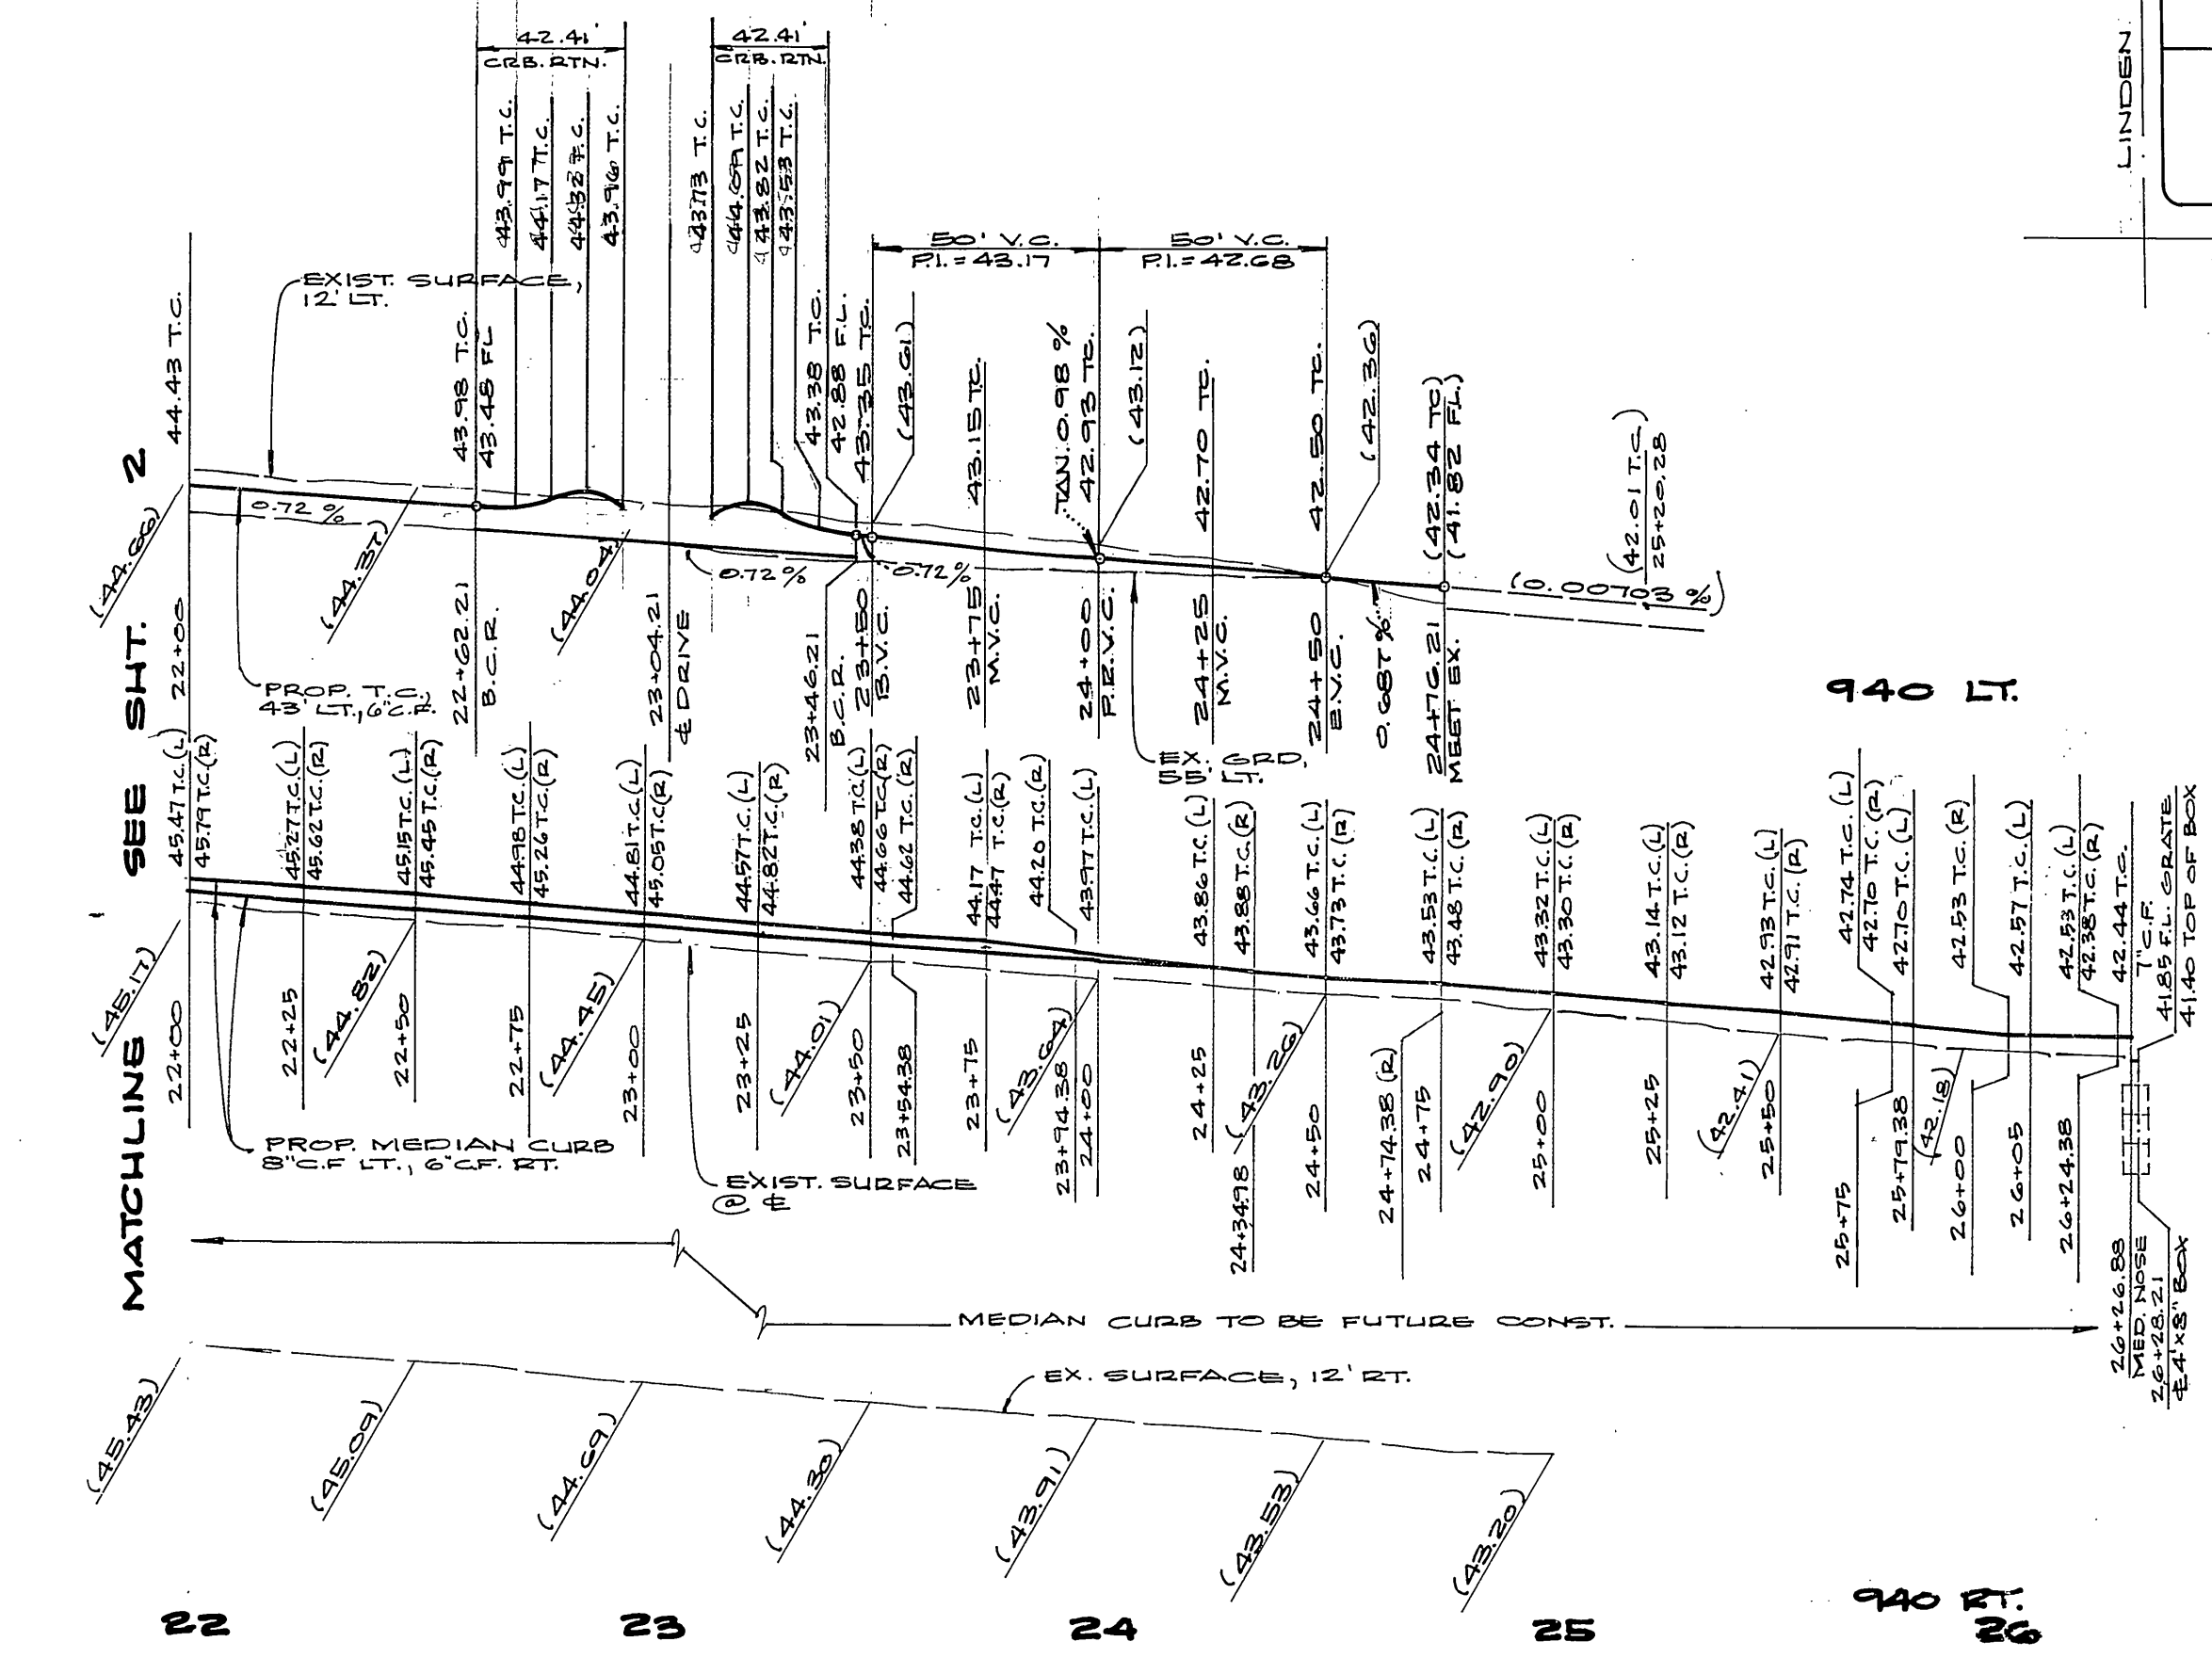 42.41'
CRB. RTN.
42.41'
CRB. RTN.
LINDEN
43.99 T.C.
44.17 T.C.
44.32 T.C.
43.96 T.C.
43.73 T.C.
44.09 T.C.
43.82 T.C.
43.53 T.C.
50' V.C.
P.I. = 43.17
50' V.C.
P.I. = 42.68
EXIST. SURFACE,
12' LT.
44.43 T.C.
43.98 T.C.
43.48 FL
43.38 T.C.
42.88 F.L.
43.35 T.C.
(43.61)
43.15 T.C.
TAN. 0.98 %
42.93 TC.
(43.12)
42.70 TC.
42.50 TC.
(42.36)
(42.34 TC)
(41.82 FL.)
(42.01 T.C.)
25+20.28
(0.00703 %)
0.72 %
0.72 %
0.72 %
0.687 %
(44.66)
(44.37)
(44.04)
22+00
22+62.21
B.C.R.
23+04.21
℄ DRIVE
23+46.21
B.C.R.
23+50
B.V.C.
23+75
M.V.C.
24+00
P.R.V.C.
24+25
M.V.C.
24+50
E.V.C.
24+76.21
MEET EX.
PROP. T.C.,
43' LT., 6" C.F.
EX. GRD,
55' LT.
940 LT.
MATCHLINE SEE SHT. 2
45.47 T.C. (L)
45.79 T.C. (R)
45.27 T.C. (L)
45.62 T.C. (R)
45.15 T.C. (L)
45.45 T.C. (R)
44.98 T.C. (L)
45.26 T.C. (R)
44.81 T.C. (L)
45.05 T.C. (R)
44.57 T.C. (L)
44.82 T.C. (R)
44.38 T.C. (L)
44.66 T.C. (R)
44.62 T.C. (R)
44.17 T.C. (L)
44.47 T.C. (R)
44.20 T.C. (R)
43.97 T.C. (L)
43.86 T.C. (L)
43.88 T.C. (R)
43.66 T.C. (L)
43.73 T.C. (R)
43.53 T.C. (L)
43.48 T.C. (R)
43.32 T.C. (L)
43.30 T.C. (R)
43.14 T.C. (L)
43.12 T.C. (R)
42.93 T.C. (L)
42.91 T.C. (R)
42.74 T.C. (L)
42.70 T.C. (R)
42.70 T.C. (L)
42.53 T.C. (R)
42.57 T.C. (L)
42.53 T.C. (L)
42.38 T.C. (R)
42.44 T.C.
7" C.F.
41.85 F.L. GRATE
41.40 TOP OF BOX
(45.17)
(44.82)
(44.45)
(44.01)
(43.64)
(43.26)
(42.90)
(42.41)
(42.18)
22+00
22+25
22+50
22+75
23+00
23+25
23+50
23+54.38
23+75
23+94.38
24+00
24+25
24+34.98
24+50
24+74.38 (R)
24+75
25+00
25+25
25+50
25+75
25+79.38
26+00
26+05
26+24.38
26+26.88
MED. NOSE
26+28.21
℄ 4' x 8" BOX
PROP. MEDIAN CURB
8" C.F. LT., 6" C.F. RT.
EXIST. SURFACE
@ ℄
MEDIAN CURB TO BE FUTURE CONST.
EX. SURFACE, 12' RT.
(45.43)
(45.09)
(44.69)
(44.30)
(43.91)
(43.53)
(43.20)
940 RT.
22 23 24 25 26